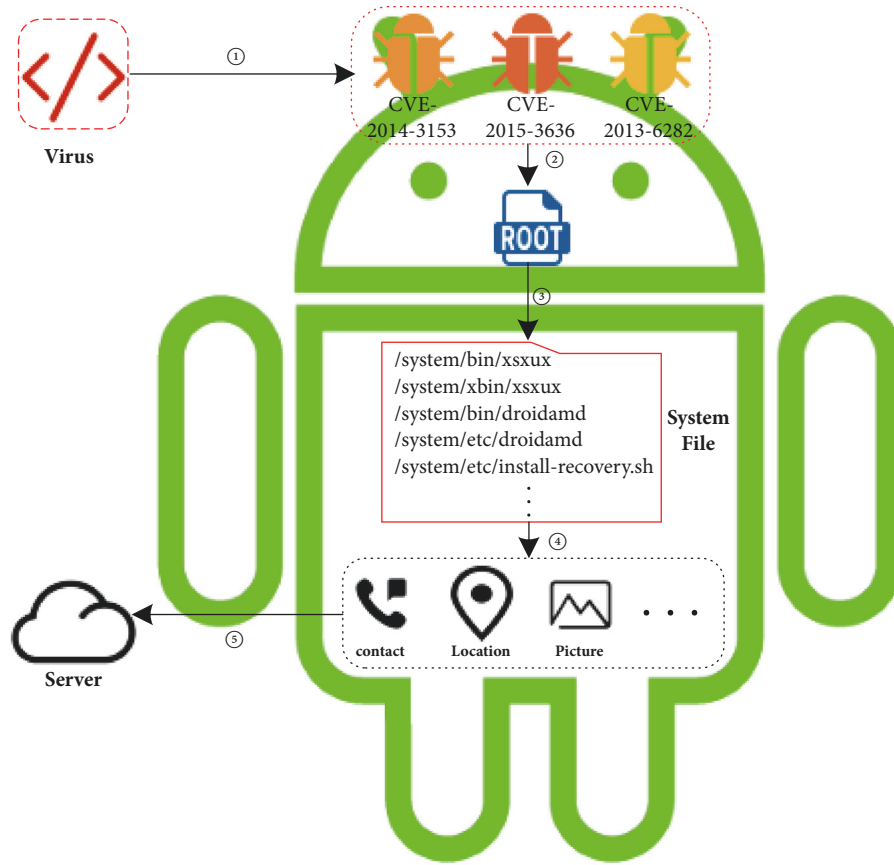 ①
CVE-
2014-3153
CVE-
2015-3636
CVE-
2013-6282
Virus
②
ROOT
③
/system/bin/xsxux
/system/xbin/xsxux
/system/bin/droidamd
/system/etc/droidamd
/system/etc/install-recovery.sh
System
File
④
contact
Location
Picture
⑤
Server